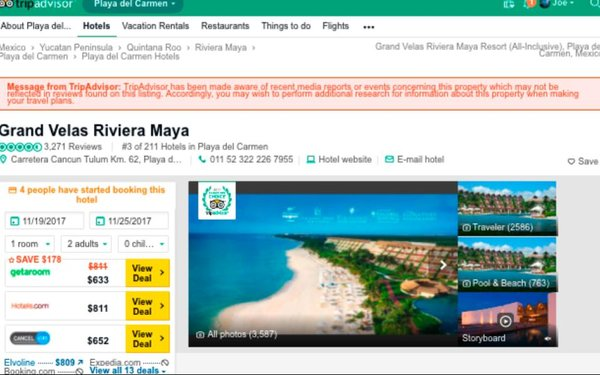 tripadvisor
Playa del Carmen
Joe
Playa del... Hotels Vacation Rentals Restaurants Things to do Flights •••
Mexico > Yucatan Peninsula > Quintana Roo > Riviera Maya >
Playa del Carmen > Playa del Carmen Hotels
Grand Velas Riviera Maya Resort (All-Inclusive), Playa del
Carmen, Mexico
Message from TripAdvisor: TripAdvisor has been made aware of recent media reports or events concerning this property which may not be
reflected in reviews found on this listing. Accordingly, you may wish to perform additional research for information about this property when making
your travel plans.
Grand Velas Riviera Maya
3,271 Reviews #3 of 211 Hotels in Playa del Carmen
Carretera Cancun Tulum Km. 62, Playa d... 011 52 322 226 7955 Hotel website E-mail hotel
Save
4 people have started booking this
hotel
11/19/2017 11/25/2017
1 room 2 adults 0 chil...
SAVE $178
getaroom
$811
$633
View
Deal
Hotels.com
$811
View
Deal
CANCELON
$652
View
Deal
Elvoline $809 Expedia.com
Booking.com View all 13 deals
All photos (3,587)
Traveler (2586)
Pool & Beach (763)
Storyboard